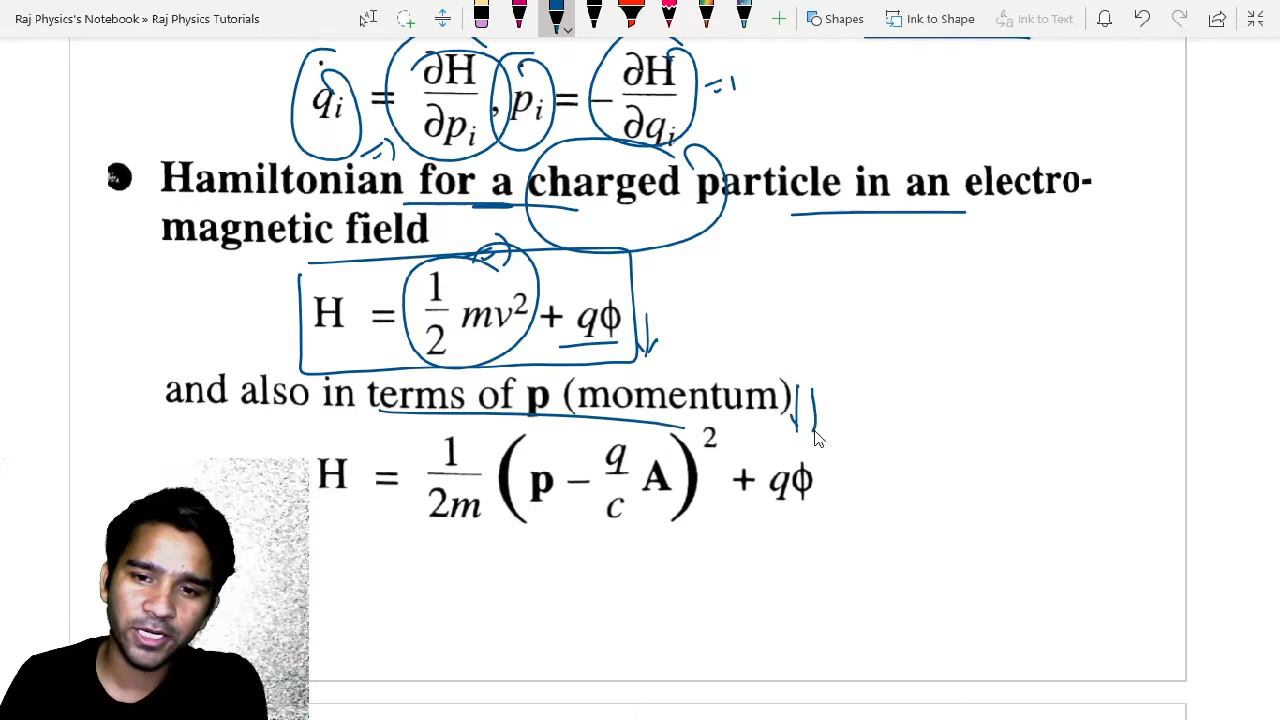 Raj Physics's Notebook » Raj Physics Tutorials
Shapes
Ink to Shape
Ink to Text
q̇ᵢ = ∂H/∂pᵢ , ṗᵢ = − ∂H/∂qᵢ
Hamiltonian for a charged particle in an electro-
magnetic field
H = 1/2 mv² + qϕ
and also in terms of p (momentum)
H = 1/2m (p − q/c A)² + qϕ